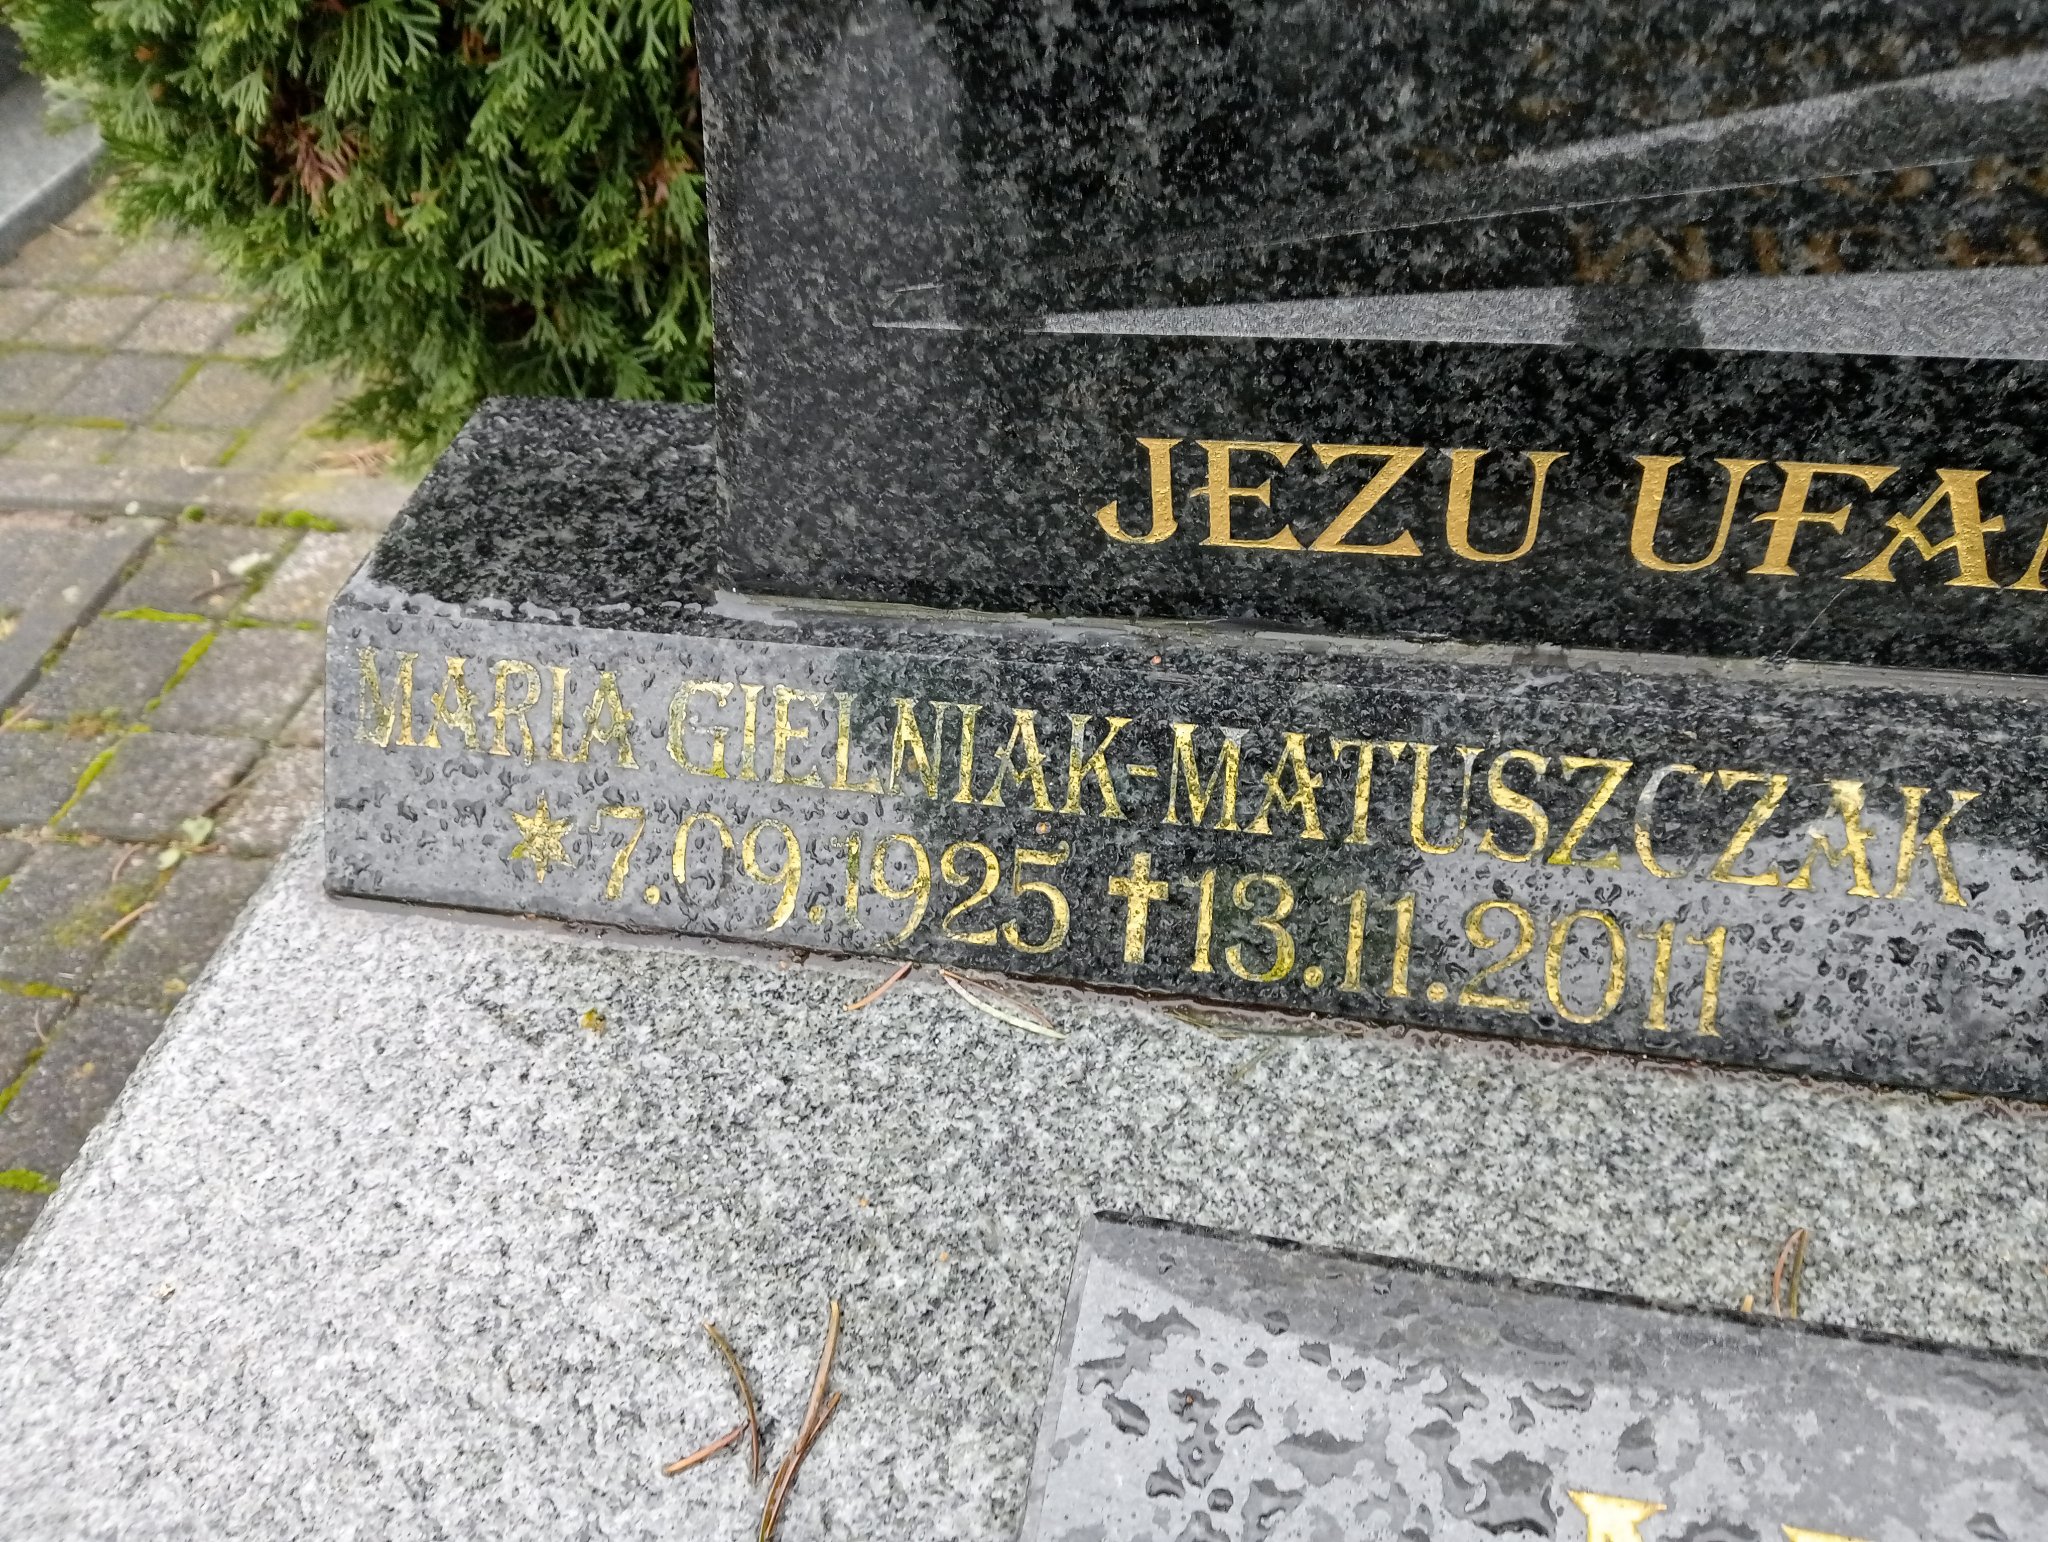 JEZU UFA
MARIA GIELNIAK-MATUSZCZAK
*7.09.1925 ✝13.11.2011